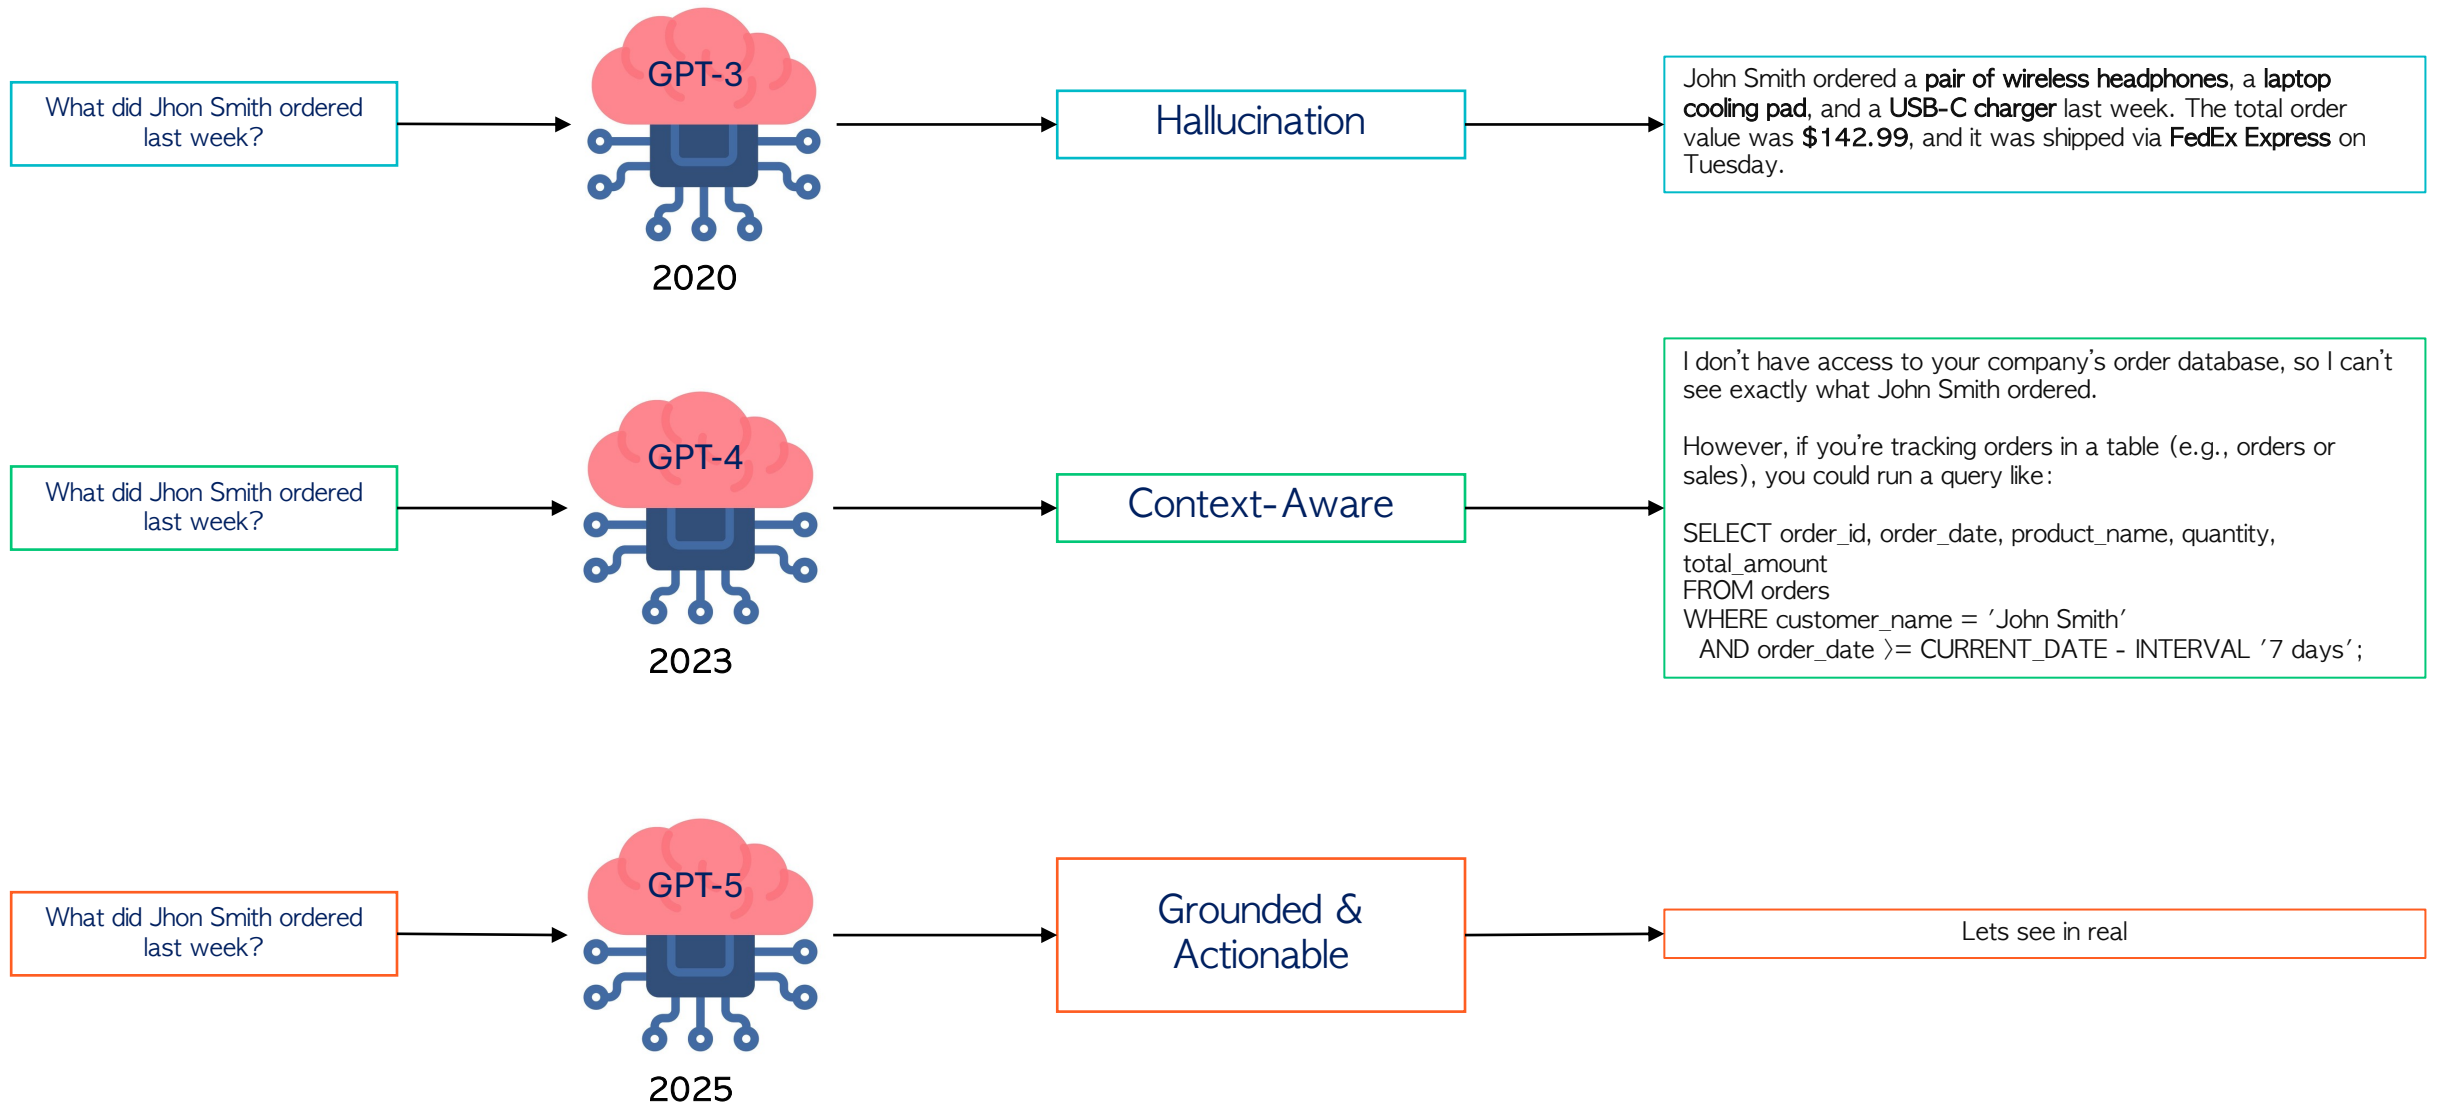 What did Jhon Smith ordered
last week?
GPT-3
2020
Hallucination
John Smith ordered a pair of wireless headphones, a laptop
cooling pad, and a USB-C charger last week. The total order
value was $142.99, and it was shipped via FedEx Express on
Tuesday.
What did Jhon Smith ordered
last week?
GPT-4
2023
Context-Aware
I don't have access to your company's order database, so I can't
see exactly what John Smith ordered.
However, if you're tracking orders in a table (e.g., orders or
sales), you could run a query like:
SELECT order_id, order_date, product_name, quantity,
total_amount
FROM orders
WHERE customer_name = 'John Smith'
AND order_date >= CURRENT_DATE - INTERVAL '7 days';
What did Jhon Smith ordered
last week?
GPT-5
2025
Grounded &
Actionable
Lets see in real